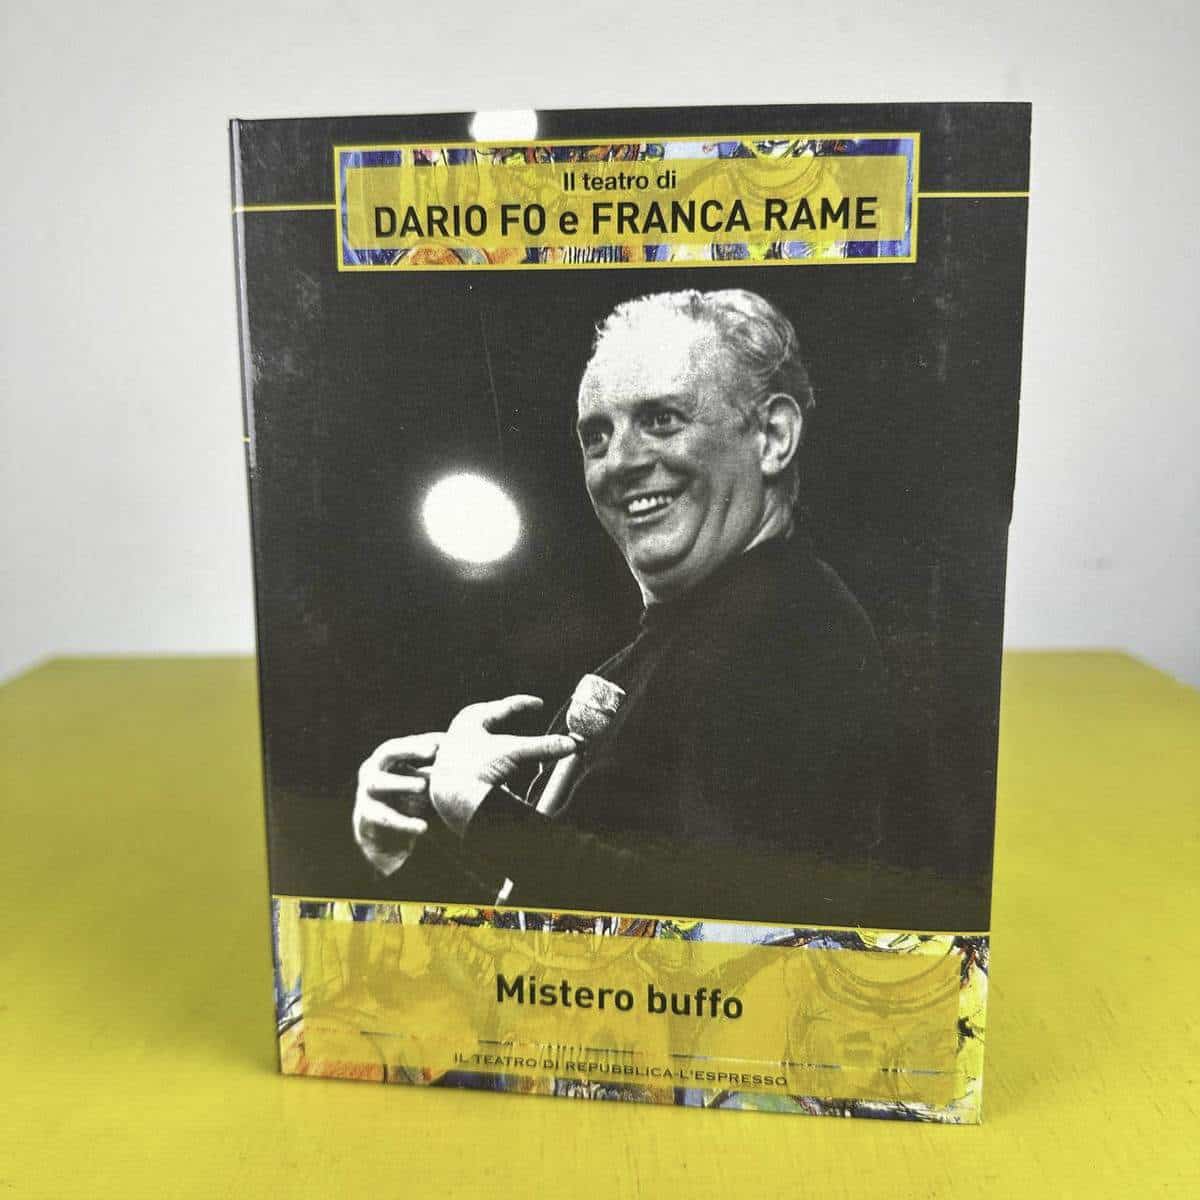 Il teatro di
DARIO FO e FRANCA RAME
Mistero buffo
IL TEATRO DI REPUBBLICA-L'ESPRESSO